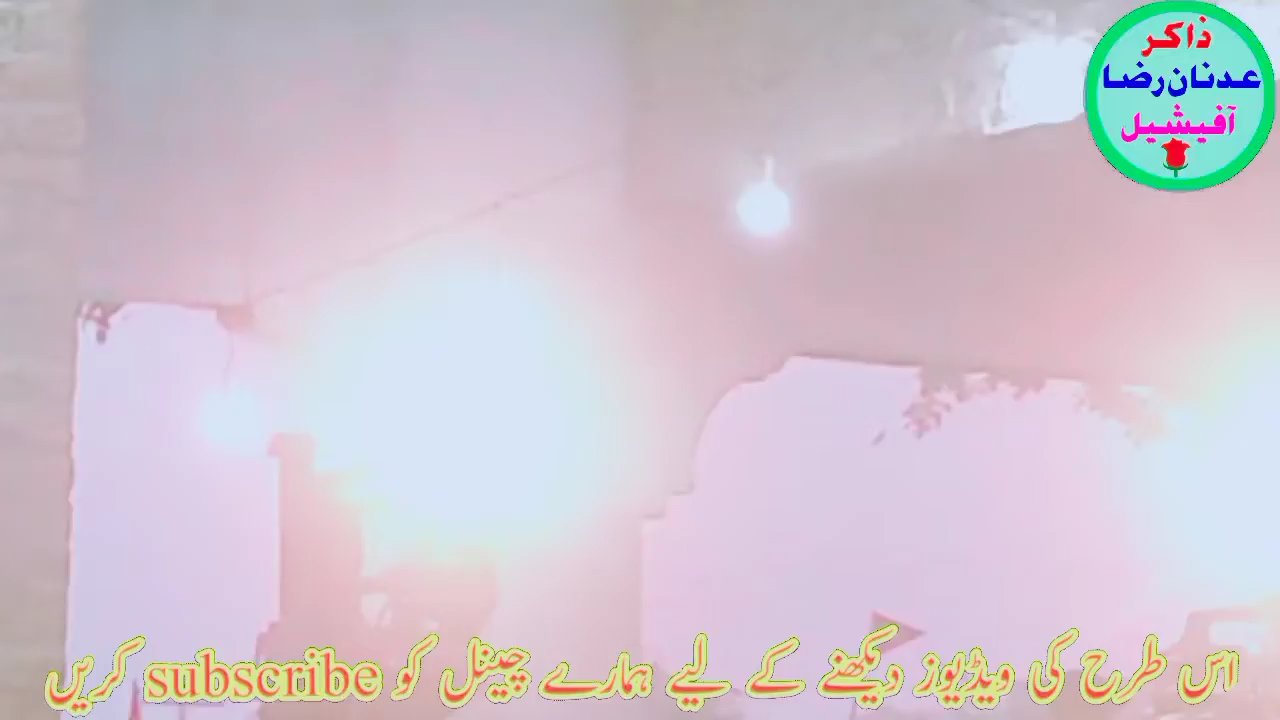 ذاکر
عدنان رضا
آفیشیل
اس طرح کی ویڈیوز دیکھنے کے لیے ہمارے چینل کو subscribe کریں